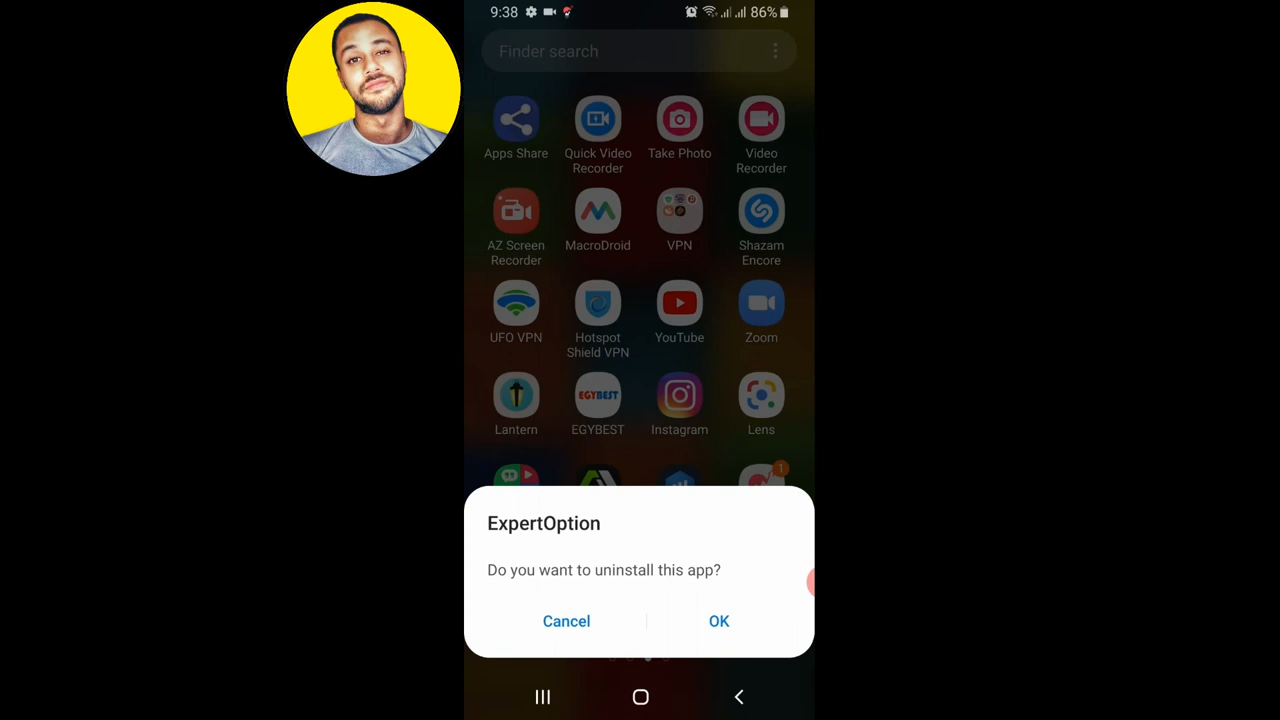 9:38
86%
Finder search
Apps Share
Quick Video
Recorder
Take Photo
Video
Recorder
AZ Screen
Recorder
MacroDroid
VPN
Shazam
Encore
UFO VPN
Hotspot
Shield VPN
YouTube
Zoom
EGYBEST
Lantern
EGYBEST
Instagram
Lens
1
ExpertOption
Do you want to uninstall this app?
Cancel
OK